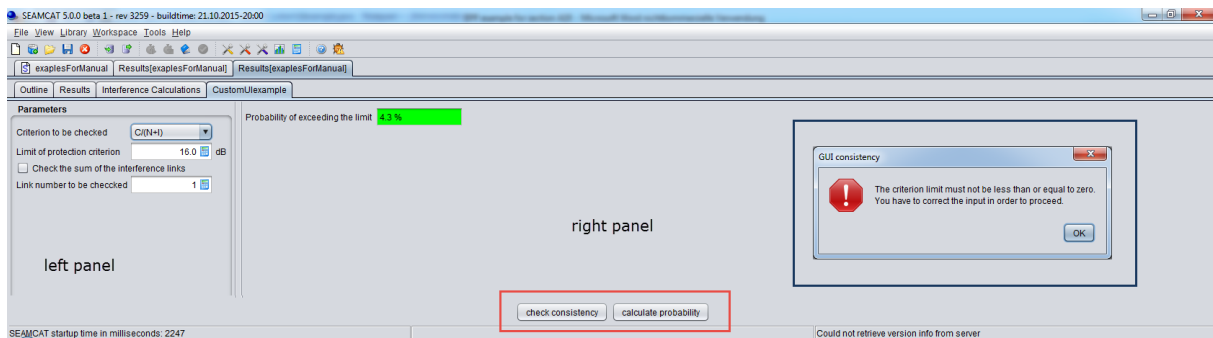 SEAMCAT 5.0.0 beta 1 - rev 3259 - buildtime: 21.10.2015-20:00
File View Library Workspace Tools Help
exaplesForManual Results[exaplesForManual] Results[exaplesForManual]
Outline Results Interference Calculations CustomUIexample
Parameters
Probability of exceeding the limit 4.3 %
Criterion to be checked C/(N+I)
Limit of protection criterion 16.0 dB
Check the sum of the interference links
Link number to be checcked 1
GUI consistency
The criterion limit must not be less than or equal to zero.
You have to correct the input in order to proceed.
OK
right panel
left panel
check consistency calculate probability
SEAMCAT startup time in milliseconds: 2247 Could not retrieve version info from server